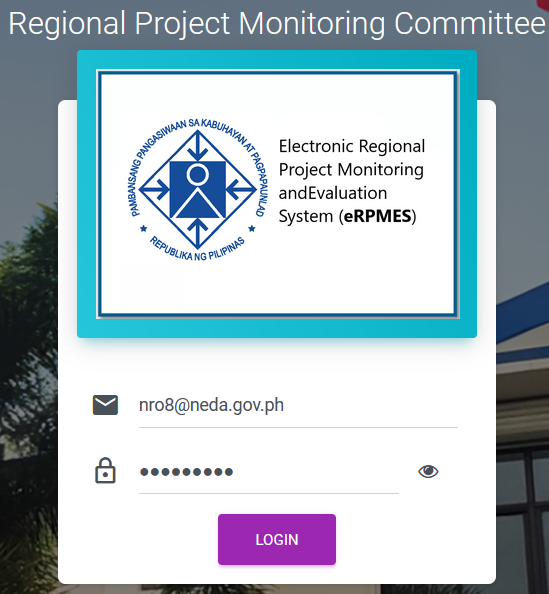 Regional Project Monitoring Committee
PAMBANSANG PANGASIWAAN SA KABUHAYAN AT PAGPAPAUNLAD
REPUBLIKA NG PILIPINAS
Electronic Regional
Project Monitoring
andEvaluation
System (eRPMES)
nro8@neda.gov.ph
•••••••••
LOGIN